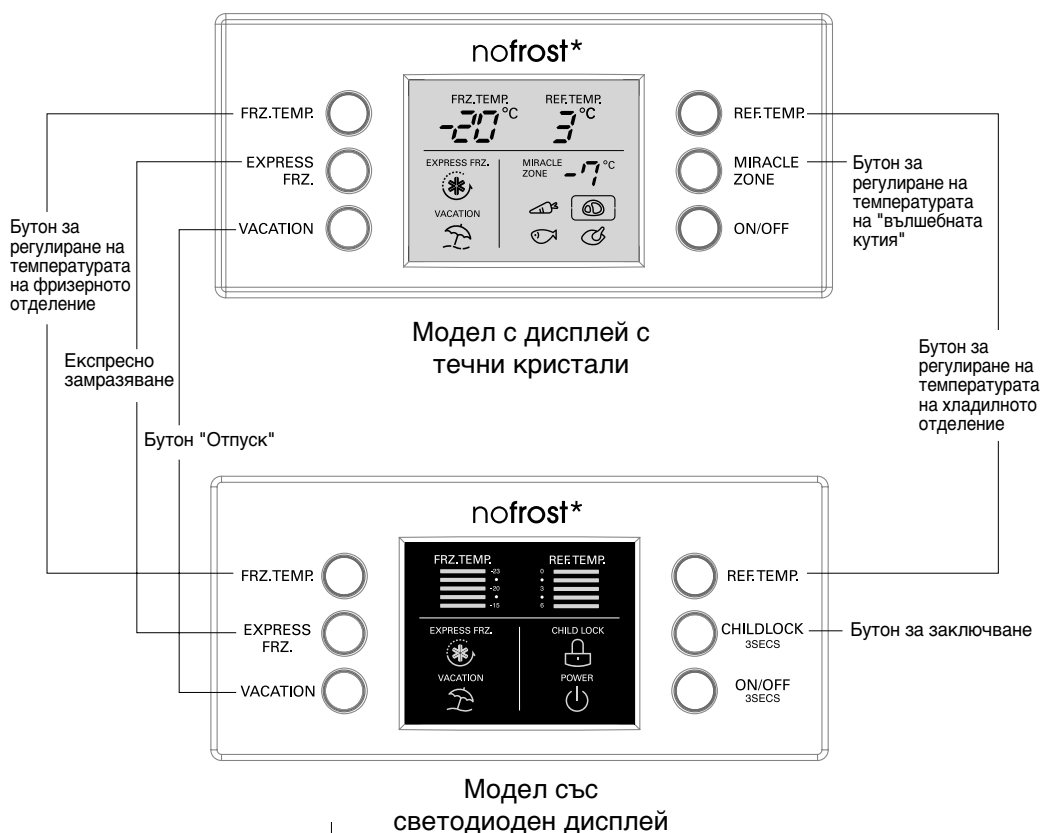 nofrost*
FRZ.TEMP.
EXPRESS
FRZ.
VACATION
FRZ.TEMP.
-20 °C
REF.TEMP.
3 °C
EXPRESS FRZ.
VACATION
MIRACLE
ZONE
-7 °C
REF.TEMP.
MIRACLE
ZONE
ON/OFF
Бутон за
регулиране на
температурата
на фризерното
отделение
Експресно
замразяване
Бутон "Отпуск"
Бутон за
регулиране на
температурата
на "вълшебната
кутия"
Бутон за
регулиране на
температурата
на хладилното
отделение
Модел с дисплей с
течни кристали
nofrost*
FRZ.TEMP.
EXPRESS
FRZ.
VACATION
FRZ.TEMP.
-23
-20
-15
REF.TEMP.
0
3
6
EXPRESS FRZ.
VACATION
CHILD LOCK
POWER
REF.TEMP.
CHILDLOCK
3SECS
ON/OFF
3SECS
Бутон за заключване
Модел със
светодиоден дисплей